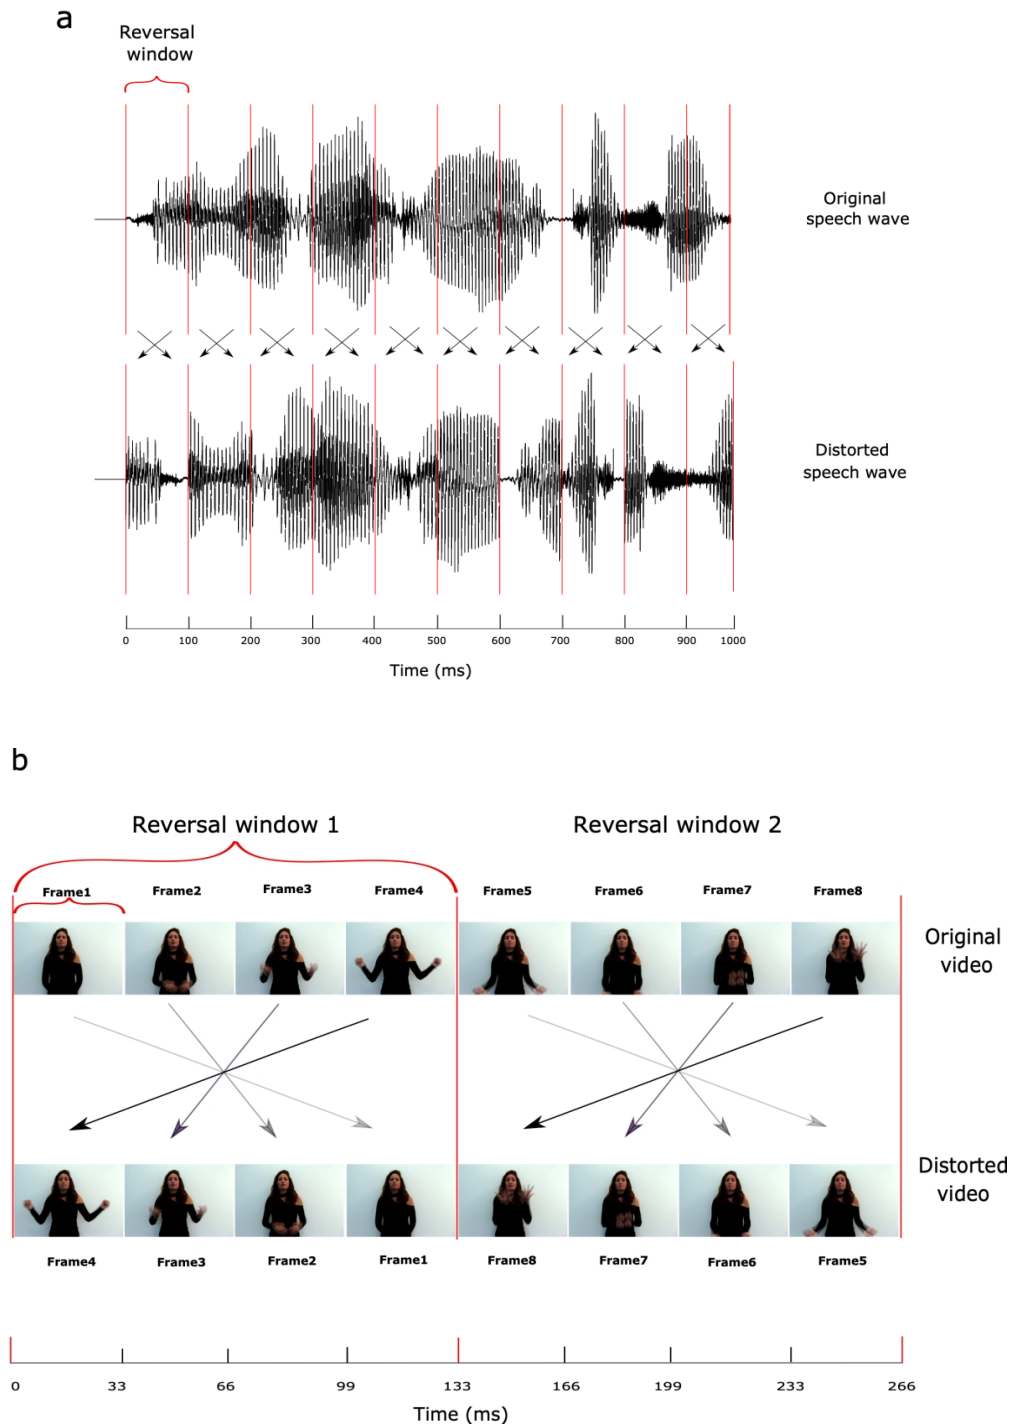 a
Reversal
window
Original
speech wave
Distorted
speech wave
0 100 200 300 400 500 600 700 800 900 1000
Time (ms)
b
Reversal window 1 Reversal window 2
Frame1 Frame2 Frame3 Frame4 Frame5 Frame6 Frame7 Frame8
Original
video
Distorted
video
Frame4 Frame3 Frame2 Frame1 Frame8 Frame7 Frame6 Frame5
0 33 66 99 133 166 199 233 266
Time (ms)